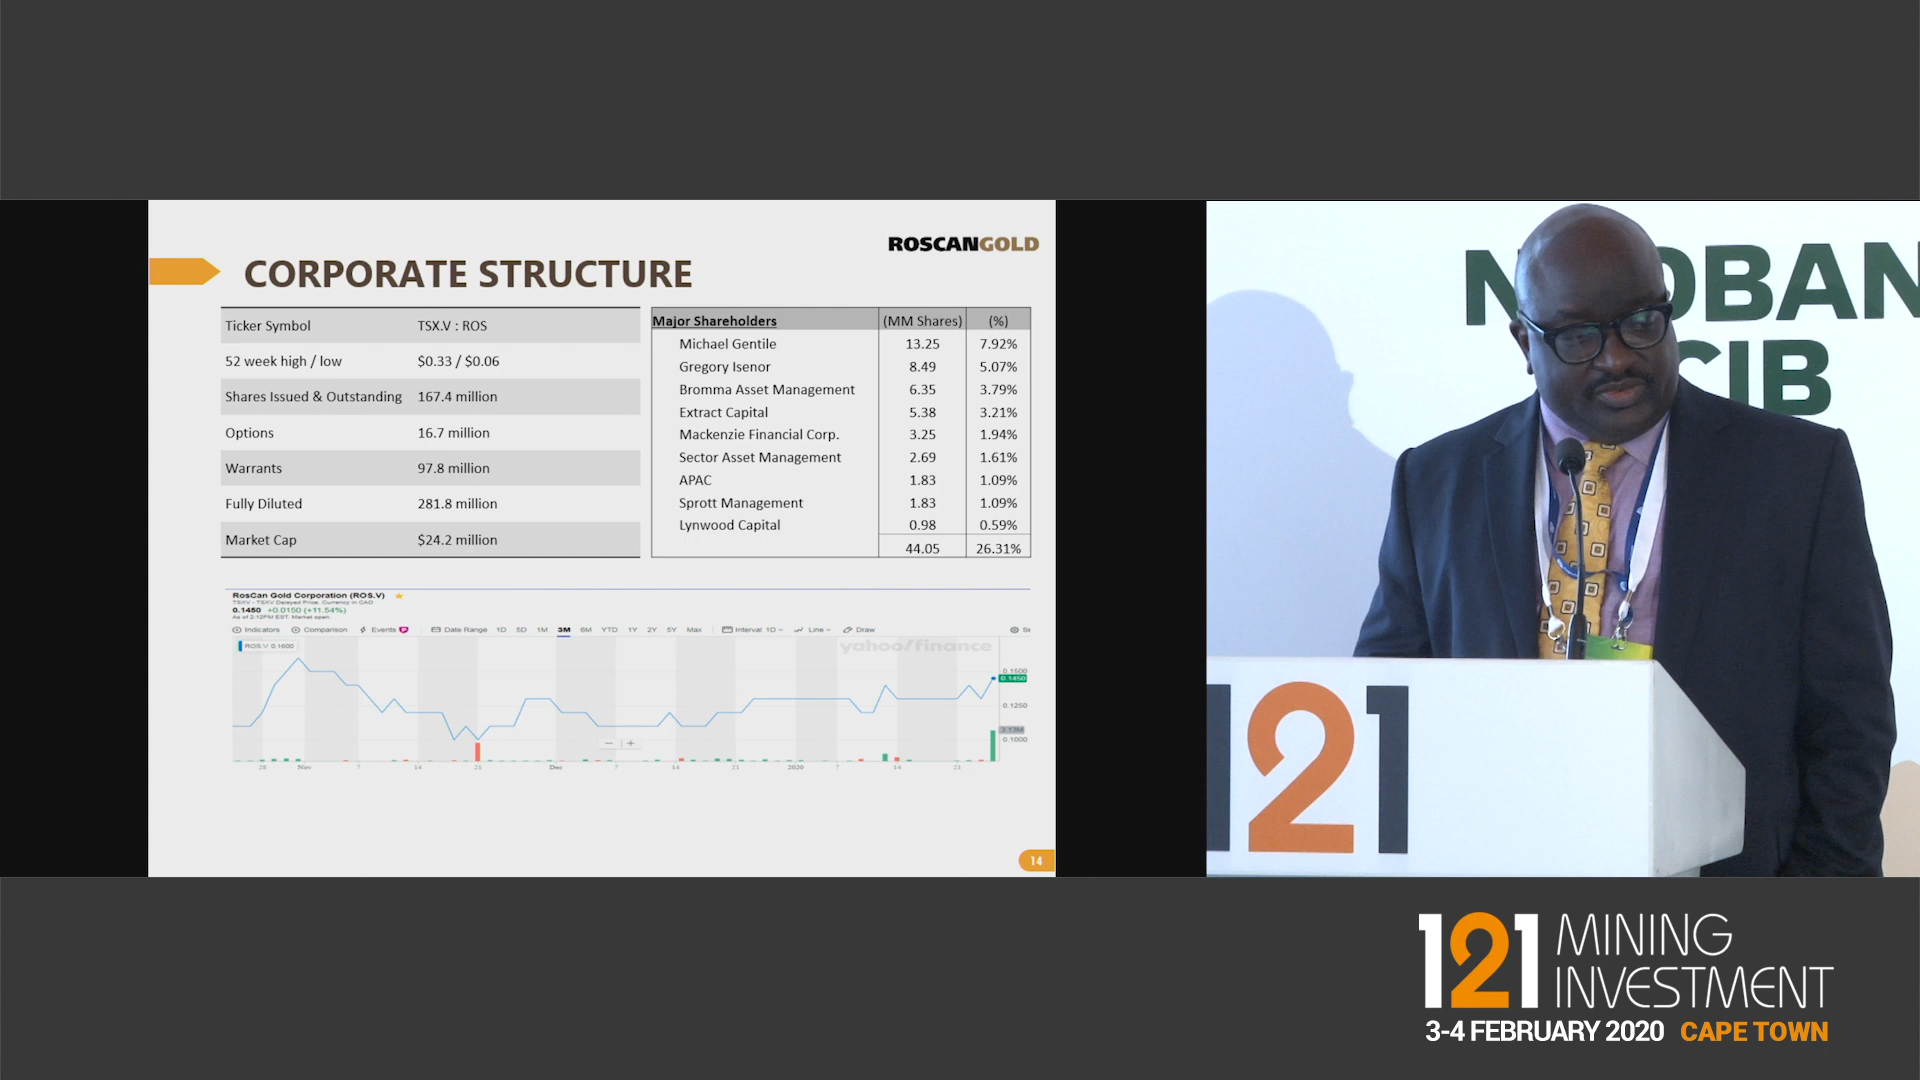 ROSCANGOLD
CORPORATE STRUCTURE
Ticker Symbol TSX.V : ROS
52 week high / low $0.33 / $0.06
Shares Issued & Outstanding 167.4 million
Options 16.7 million
Warrants 97.8 million
Fully Diluted 281.8 million
Market Cap $24.2 million
Major Shareholders (MM Shares) (%)
Michael Gentile 13.25 7.92%
Gregory Isenor 8.49 5.07%
Bromma Asset Management 6.35 3.79%
Extract Capital 5.38 3.21%
Mackenzie Financial Corp. 3.25 1.94%
Sector Asset Management 2.69 1.61%
APAC 1.83 1.09%
Sprott Management 1.83 1.09%
Lynwood Capital 0.98 0.59%
44.05 26.31%
RosCan Gold Corporation (ROS.V)
TSXV - TSXV Delayed Price. Currency in CAD
0.1450 +0.0150 (+11.54%)
As of 2:12PM EST. Market open.
Indicators Comparison Events Date Range 1D 5D 1M 3M 6M YTD 1Y 2Y 5Y Max Interval 1D Line Draw
ROS.V 0.1600
yahoo!finance
0.1500
0.1450
0.1250
3.13M
0.1000
28 Nov 7 14 21 Dec 7 14 21 2020 7 14 21
14
CIB
121
121 MINING
INVESTMENT
3-4 FEBRUARY 2020 CAPE TOWN